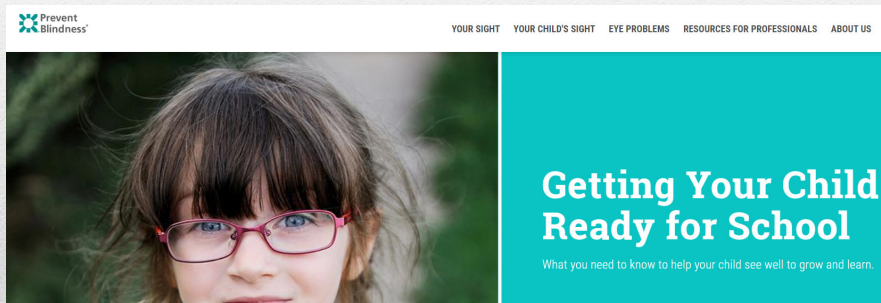 Prevent
Blindness®
YOUR SIGHT YOUR CHILD'S SIGHT EYE PROBLEMS RESOURCES FOR PROFESSIONALS ABOUT US
Getting Your Child
Ready for School
What you need to know to help your child see well to grow and learn.